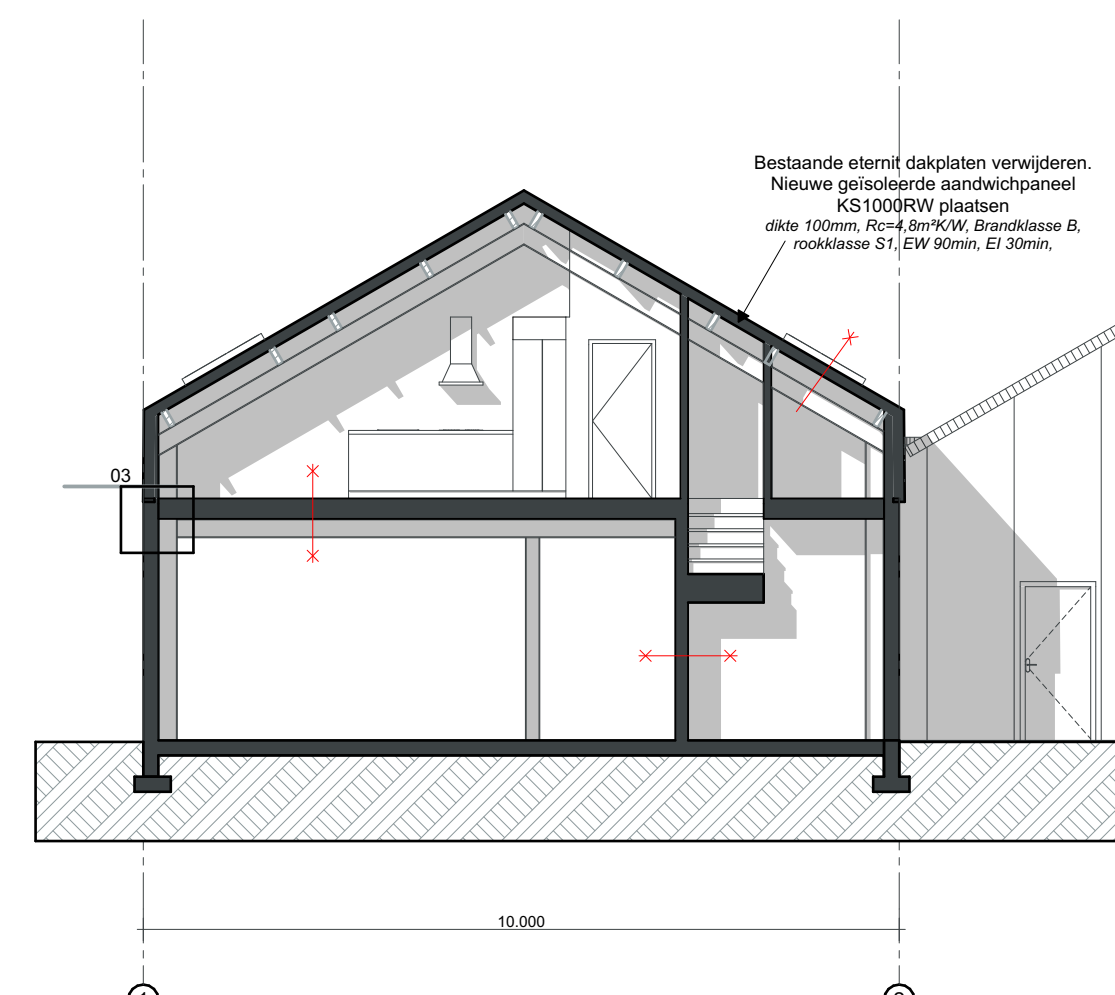 Bestaande eternit dakplaten verwijderen.
Nieuwe geïsoleerde aandwichpaneel
KS1000RW plaatsen
dikte 100mm, Rc=4,8m²K/W, Brandklasse B,
rookklasse S1, EW 90min, EI 30min,
03
10.000